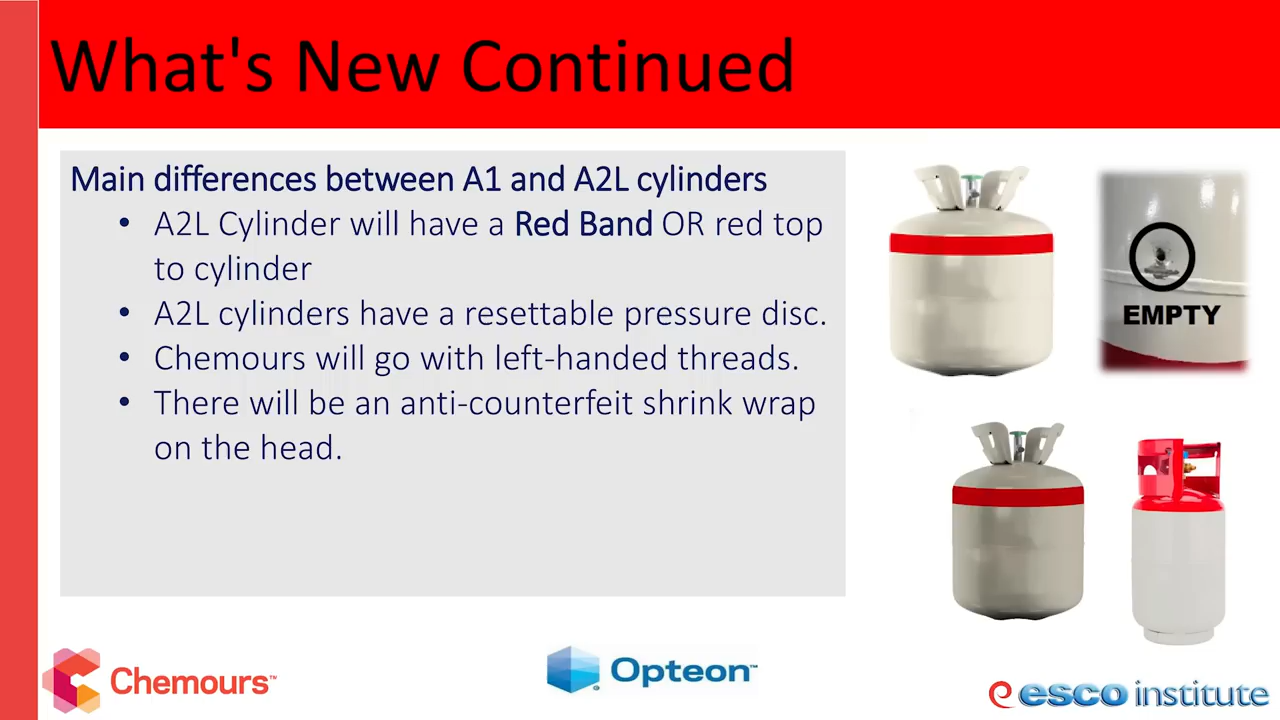 What's New Continued
Main differences between A1 and A2L cylinders
• A2L Cylinder will have a Red Band OR red top
to cylinder
• A2L cylinders have a resettable pressure disc.
• Chemours will go with left-handed threads.
• There will be an anti-counterfeit shrink wrap
on the head.
EMPTY
Chemours™
Opteon™
esco institute